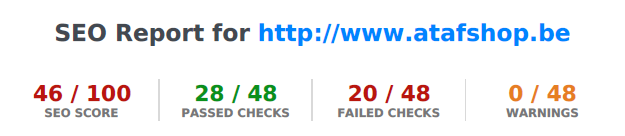 SEO Report for http://www.atafshop.be
46 / 100 28 / 48 20 / 48 0 / 48
SEO SCORE PASSED CHECKS FAILED CHECKS WARNINGS